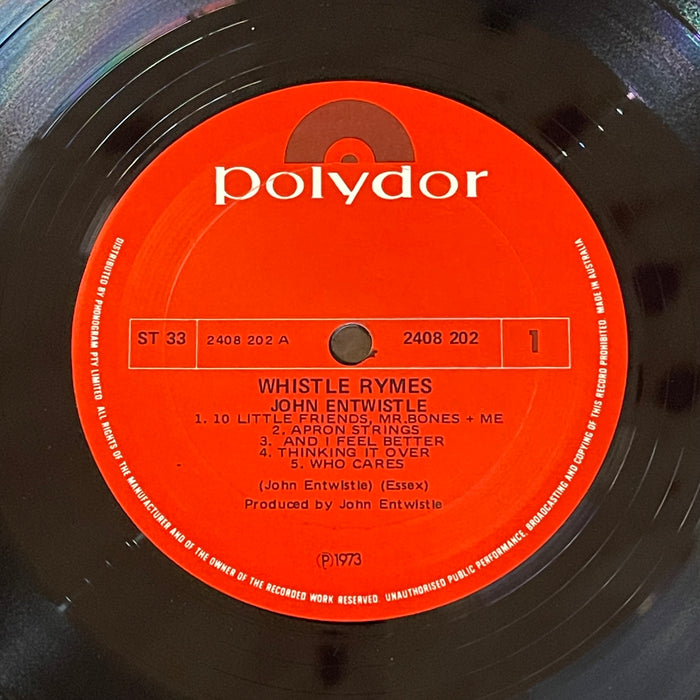 polydor
ST 33
2408 202 A
2408 202
1
WHISTLE RYMES
JOHN ENTWISTLE
1. 10 LITTLE FRIENDS, MR.BONES + ME
2. APRON STRINGS
3. AND I FEEL BETTER
4. THINKING IT OVER
5. WHO CARES
(John Entwistle) (Essex)
Produced by John Entwistle
Ⓟ1973
DISTRIBUTED BY PHONOGRAM PTY LIMITED. ALL RIGHTS OF THE MANUFACTURER AND OF THE OWNER OF THE RECORDED WORK RESERVED. UNAUTHORISED PUBLIC PERFORMANCE, BROADCASTING AND COPYING OF THIS RECORD PROHIBITED. MADE IN AUSTRALIA